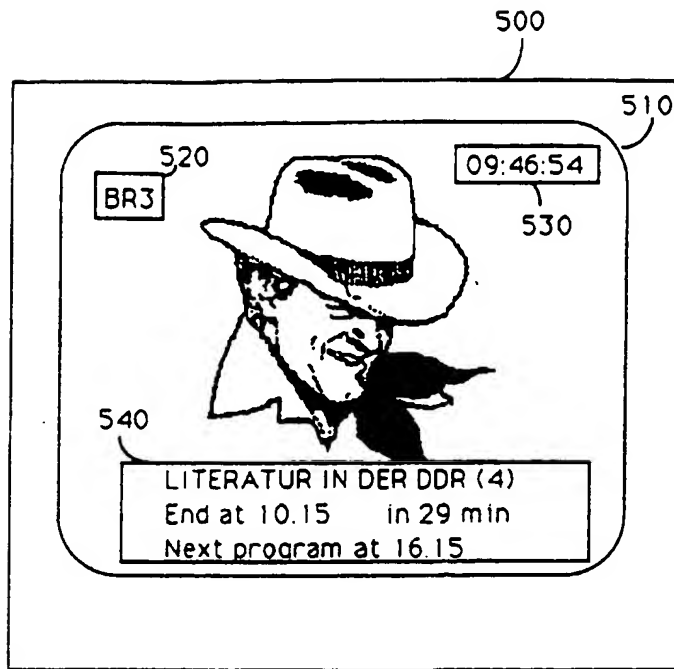 500
510
520
09:46:54
BR3
530
540
LITERATUR IN DER DDR (4)
End at 10.15 in 29 min
Next program at 16.15